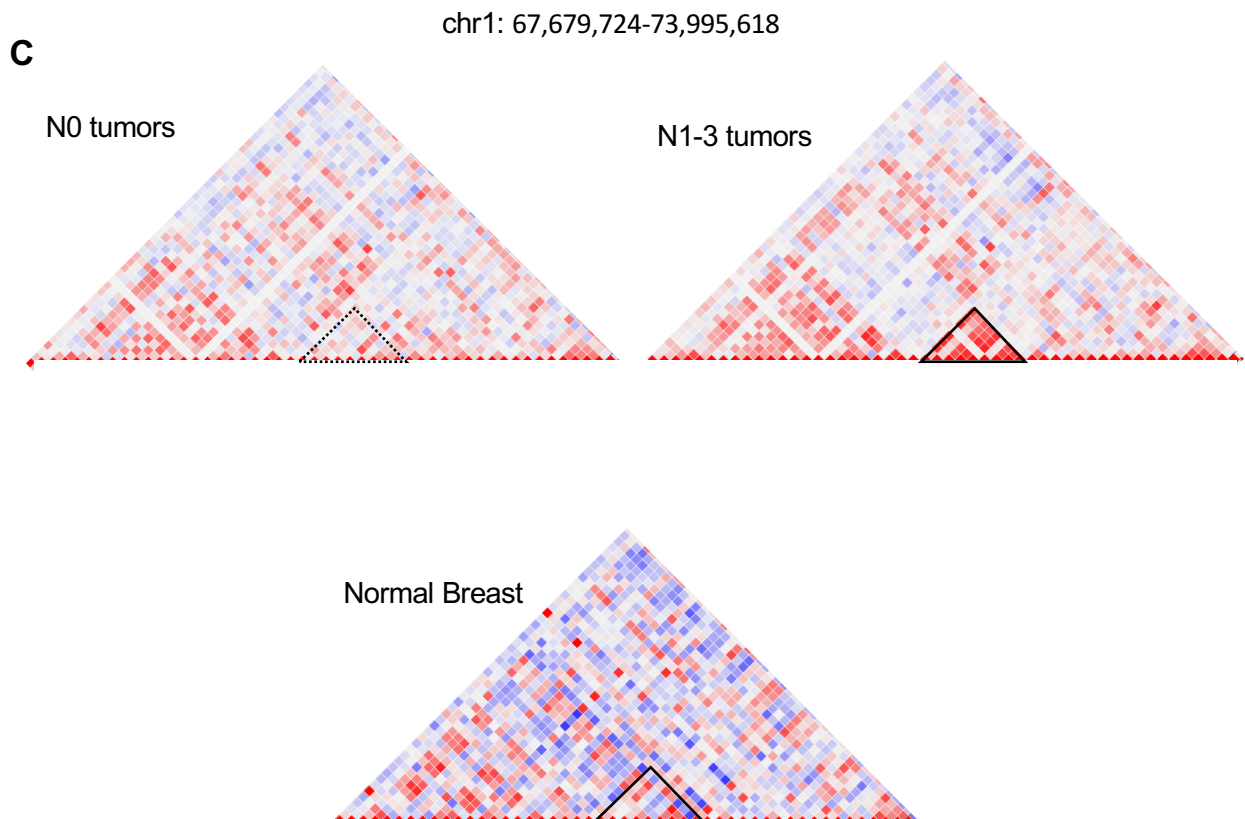 chr1: 67,679,724-73,995,618
C
N0 tumors
N1-3 tumors
Normal Breast